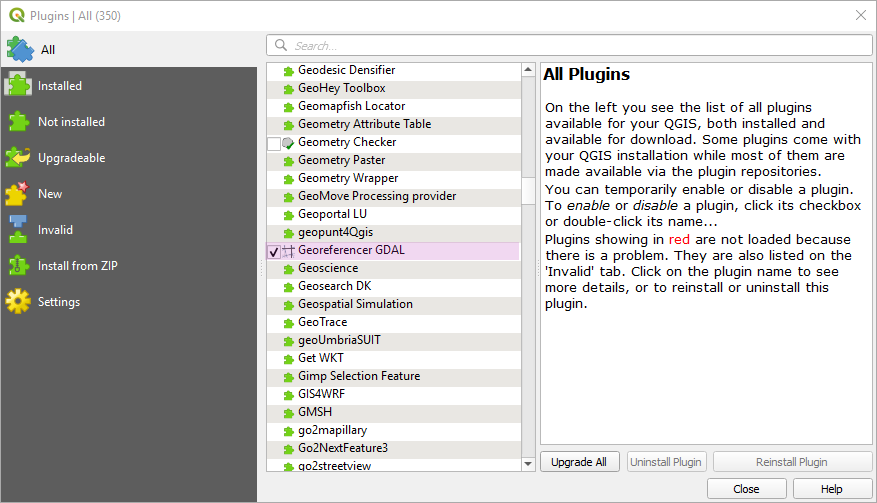 Plugins | All (350)
All
Installed
Not installed
Upgradeable
New
Invalid
Install from ZIP
Settings
Search...
Geodesic Densifier
GeoHey Toolbox
Geomapfish Locator
Geometry Attribute Table
Geometry Checker
Geometry Paster
Geometry Wrapper
GeoMove Processing provider
Geoportal LU
geopunt4Qgis
Georeferencer GDAL
Geoscience
Geosearch DK
Geospatial Simulation
GeoTrace
geoUmbriaSUIT
Get WKT
Gimp Selection Feature
GIS4WRF
GMSH
go2mapillary
Go2NextFeature3
go2streetview
All Plugins
On the left you see the list of all plugins
available for your QGIS, both installed and
available for download. Some plugins come with
your QGIS installation while most of them are
made available via the plugin repositories.
You can temporarily enable or disable a plugin.
To enable or disable a plugin, click its checkbox
or double-click its name...
Plugins showing in red are not loaded because
there is a problem. They are also listed on the
'Invalid' tab. Click on the plugin name to see
more details, or to reinstall or uninstall this
plugin.
Upgrade All
Uninstall Plugin
Reinstall Plugin
Close
Help